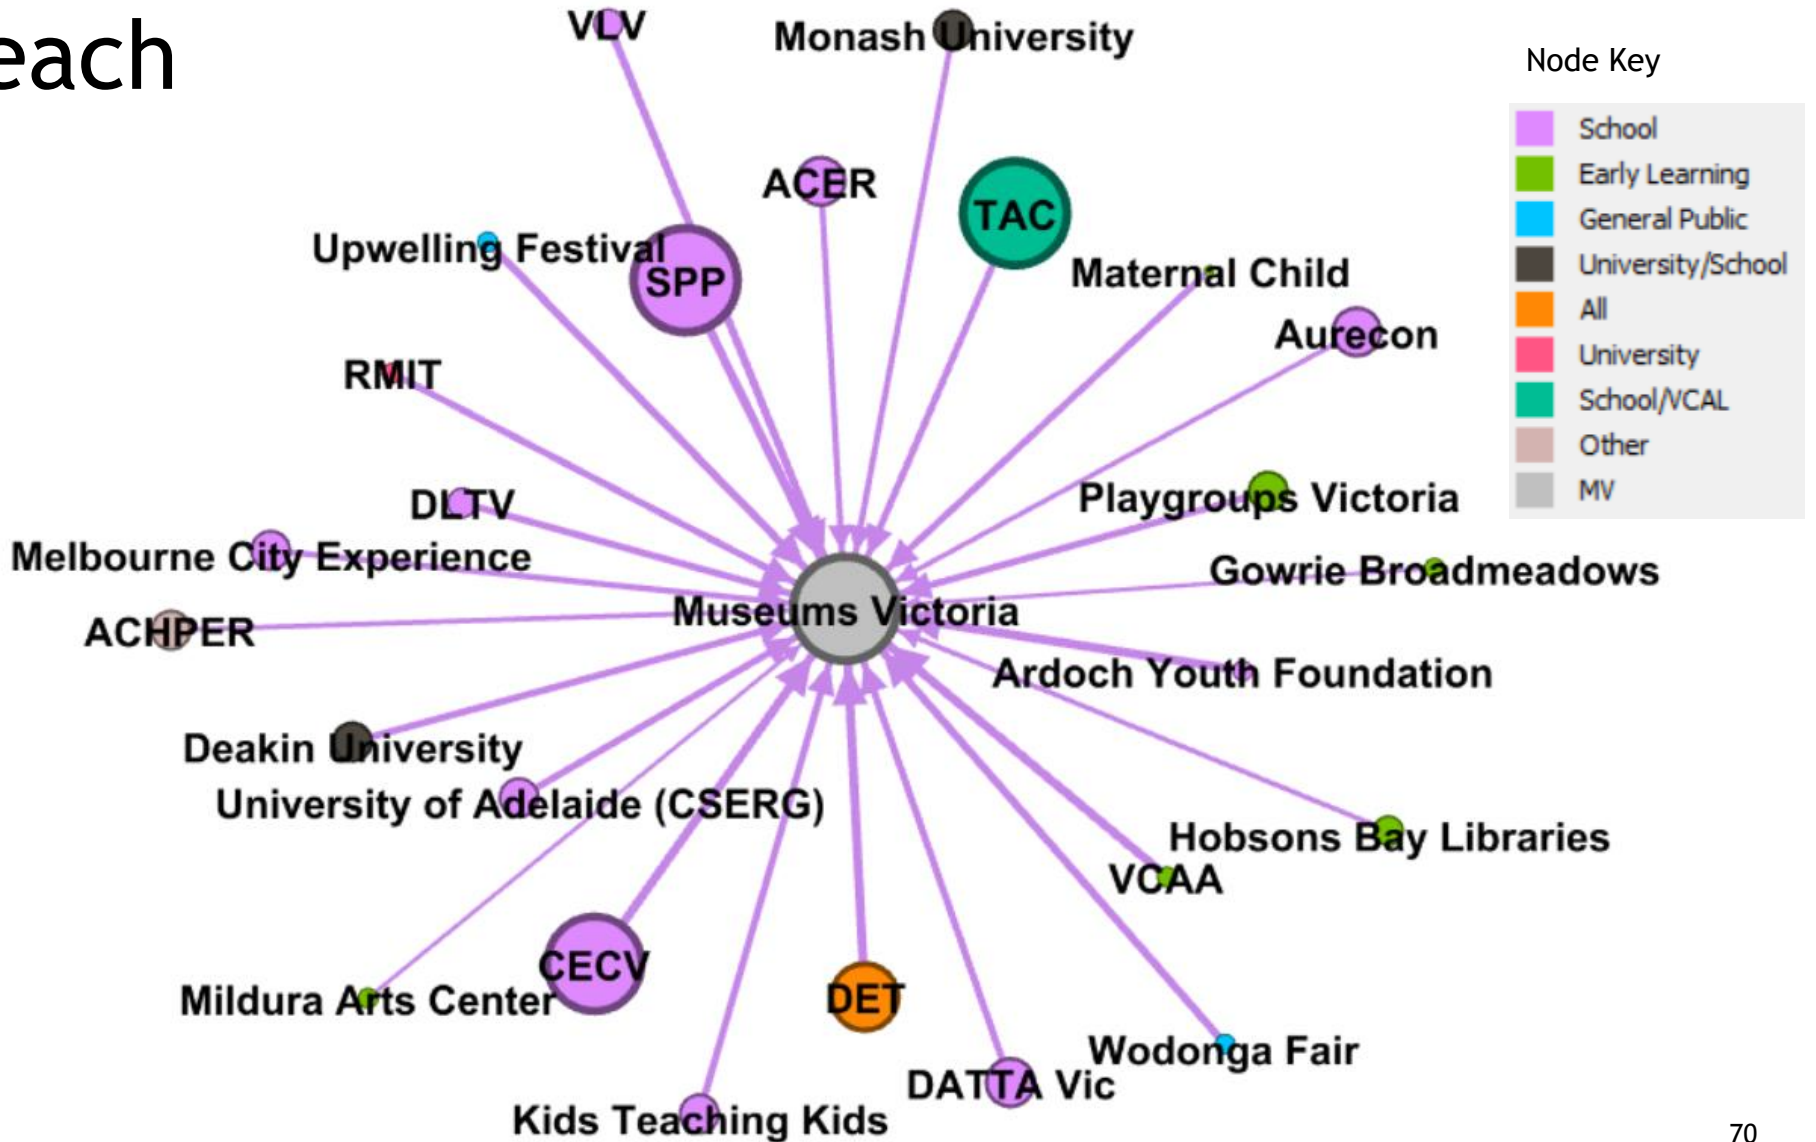 each
VLV
Monash University
Node Key
School
Early Learning
General Public
University/School
All
University
School/VCAL
Other
MV
ACER
TAC
Upwelling Festival
SPP
Maternal Child
Aurecon
RMIT
DLTV
Playgroups Victoria
Melbourne City Experience
Gowrie Broadmeadows
Museums Victoria
ACHPER
Ardoch Youth Foundation
Deakin University
University of Adelaide (CSERG)
Hobsons Bay Libraries
VCAA
CECV
Mildura Arts Center
DET
Wodonga Fair
DATTA Vic
Kids Teaching Kids
70